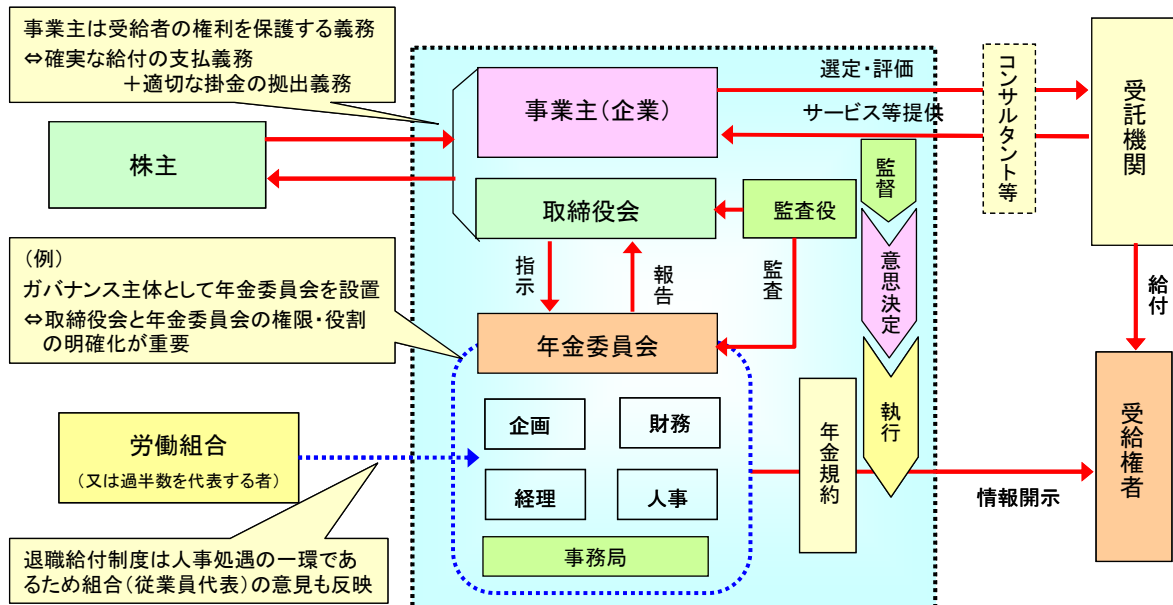 事業主は受給者の権利を保護する義務
⇔確実な給付の支払義務
＋適切な掛金の拠出義務
事業主(企業)
選定・評価
サービス等提供
コンサルタント等
受託機関
株主
取締役会
監査役
監督
意思決定
執行
(例)
ガバナンス主体として年金委員会を設置
⇔取締役会と年金委員会の権限・役割
の明確化が重要
指示
報告
監査
給付
年金委員会
企画
財務
経理
人事
事務局
年金規約
受給権者
情報開示
労働組合
(又は過半数を代表する者)
退職給付制度は人事処遇の一環であ
るため組合(従業員代表)の意見も反映